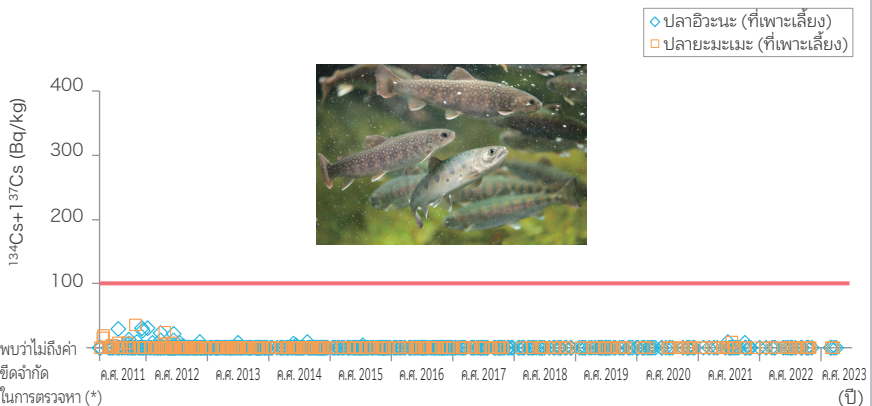 ปลาอิวะนะ (ที่เพาะเลี้ยง)
ปลายะมะเมะ (ที่เพาะเลี้ยง)
134Cs+137Cs (Bq/kg)
400
300
200
100
พบว่าไม่ถึงค่า
ขีดจำกัด
ในการตรวจหา (*)
ค.ศ. 2011 ค.ศ. 2012 ค.ศ. 2013 ค.ศ. 2014 ค.ศ. 2015 ค.ศ. 2016 ค.ศ. 2017 ค.ศ. 2018 ค.ศ. 2019 ค.ศ. 2020 ค.ศ. 2021 ค.ศ. 2022 ค.ศ. 2023
(ปี)